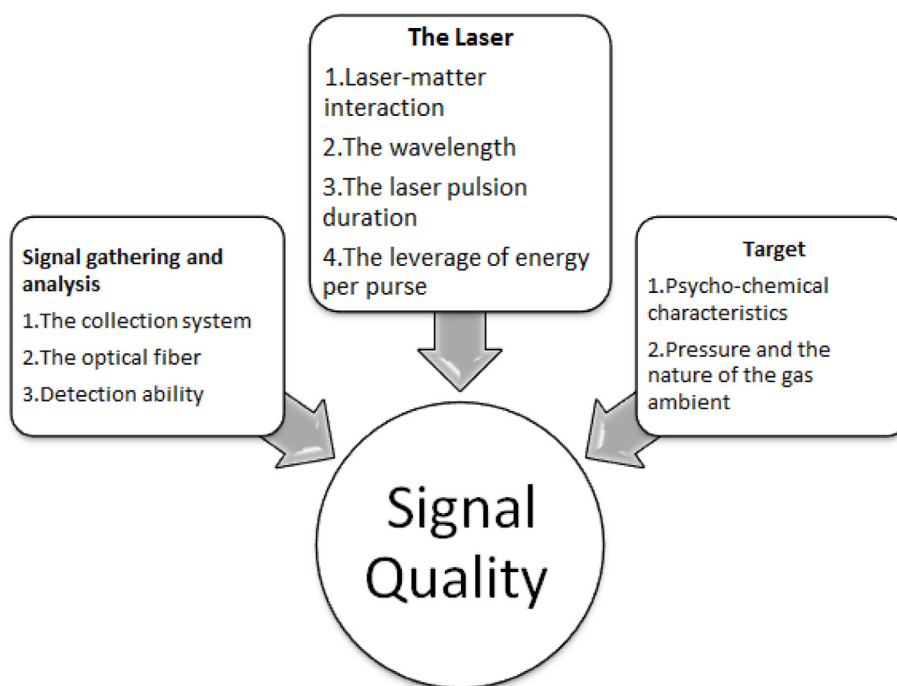 The Laser
1.Laser-matter
interaction
2.The wavelength
3.The laser pulsion
duration
4.The leverage of energy
per purse
Signal gathering and
analysis
1.The collection system
2.The optical fiber
3.Detection ability
Target
1.Psycho-chemical
characteristics
2.Pressure and the
nature of the gas
ambient
Signal
Quality